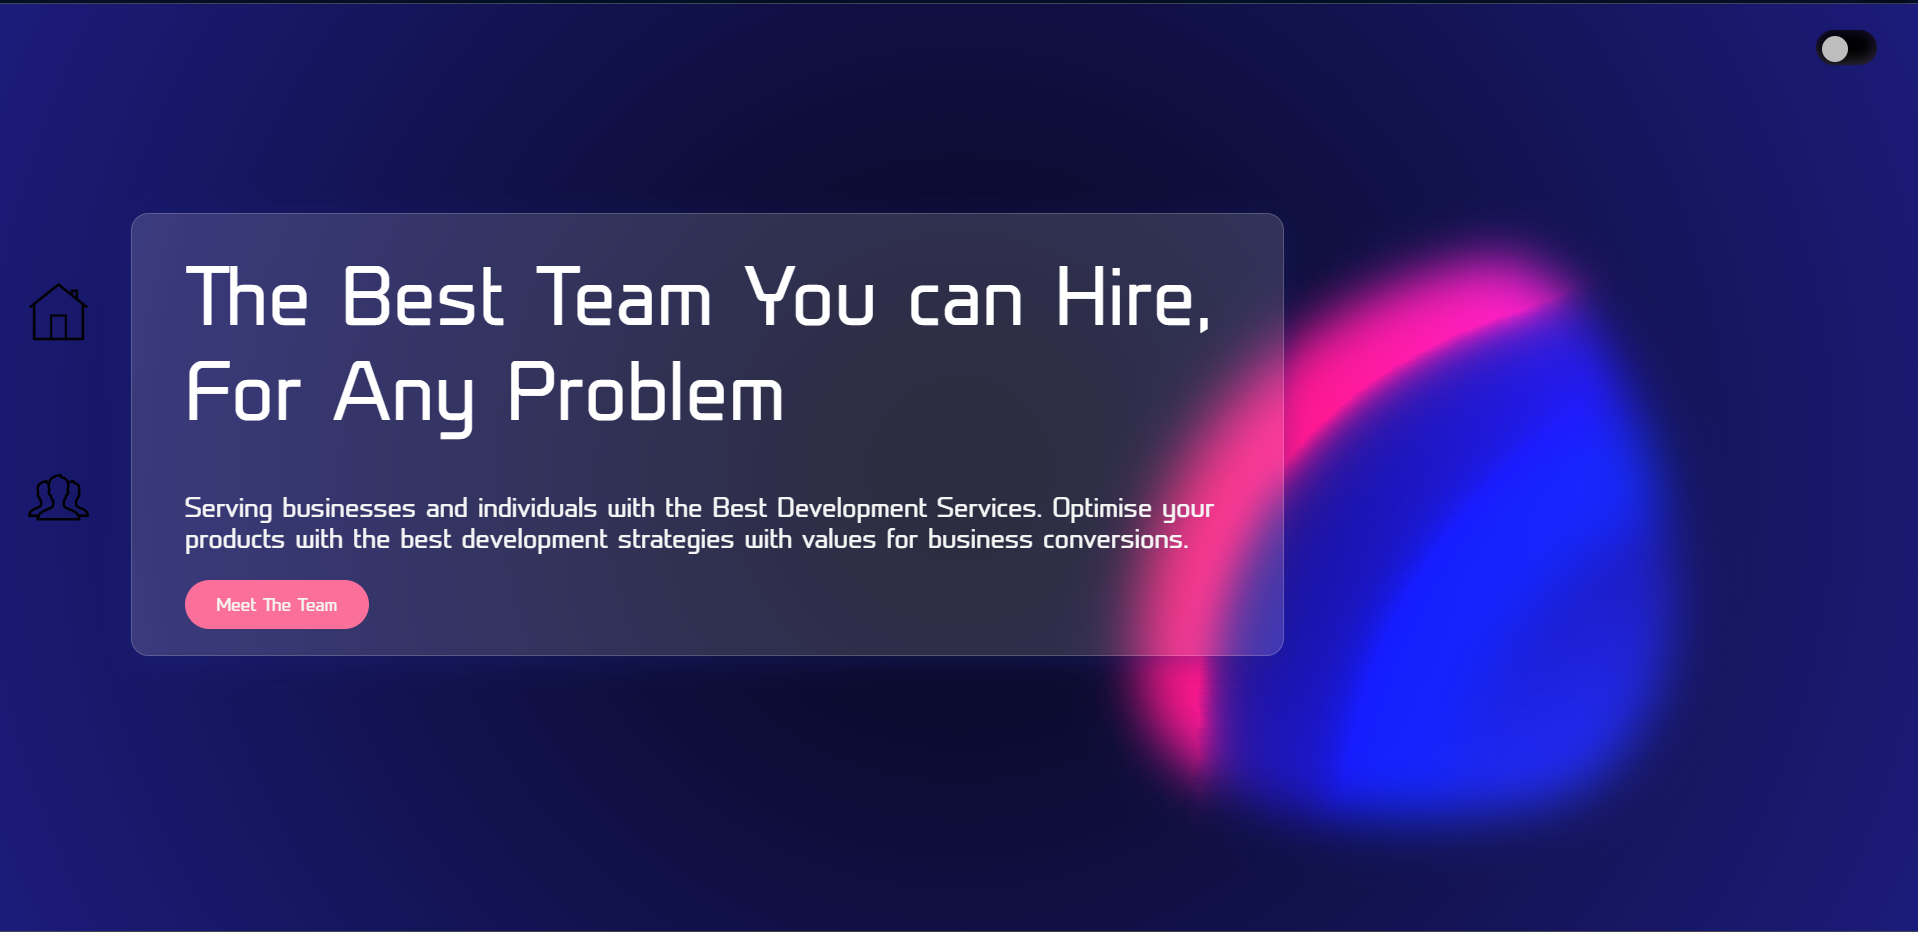 The Best Team You can Hire,
For Any Problem
Serving businesses and individuals with the Best Development Services. Optimise your
products with the best development strategies with values for business conversions.
Meet The Team